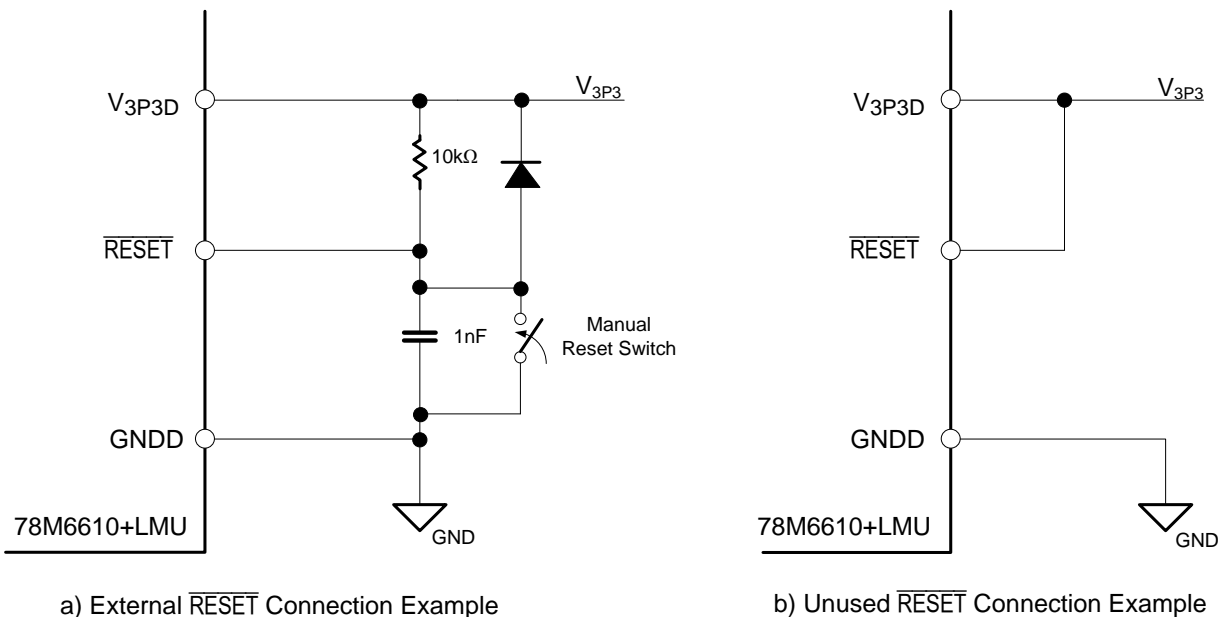 V3P3D
V3P3
10kΩ
RESET
1nF
Manual
Reset Switch
GNDD
78M6610+LMU
GND
a) External RESET Connection Example
V3P3D
V3P3
RESET
GNDD
78M6610+LMU
GND
b) Unused RESET Connection Example